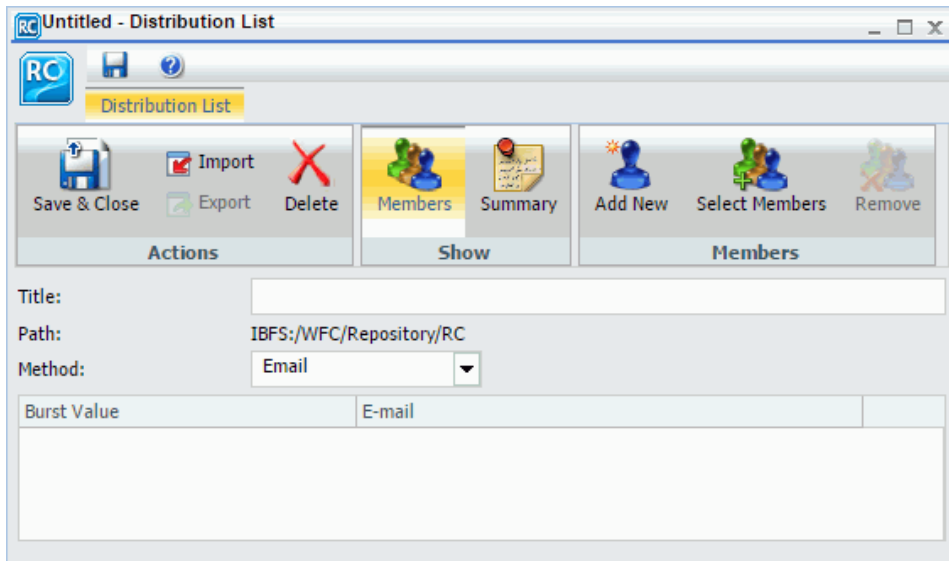 RC Untitled - Distribution List
RC
Distribution List
Save & Close Import Export Delete Members Summary Add New Select Members Remove
Actions Show Members
Title:
Path: IBFS:/WFC/Repository/RC
Method: Email
Burst Value E-mail